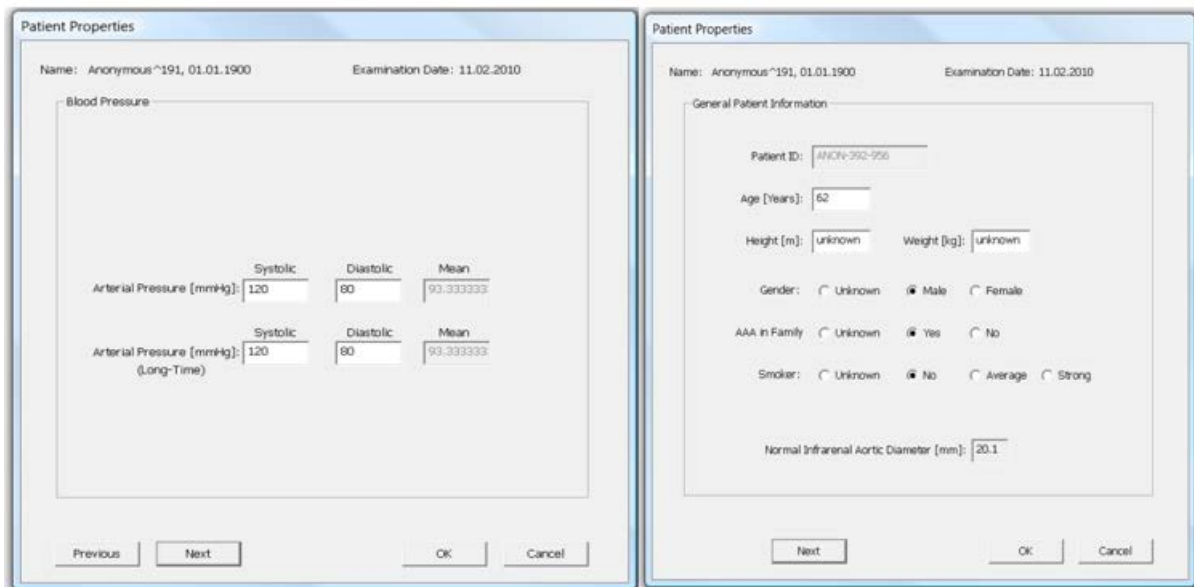 Patient Properties
Name: Anonymous^191, 01.01.1900 Examination Date: 11.02.2010
Blood Pressure
Systolic Diastolic Mean
Arterial Pressure [mmHg]: 120 80 93.333333
Systolic Diastolic Mean
Arterial Pressure [mmHg]: 120 80 93.333333
(Long-Time)
Previous Next OK Cancel
Patient Properties
Name: Anonymous^191, 01.01.1900 Examination Date: 11.02.2010
General Patient Information
Patient ID: ANON-392-956
Age [Years]: 62
Height [m]: unknown Weight [kg]: unknown
Gender: Unknown Male Female
AAA in Family Unknown Yes No
Smoker: Unknown No Average Strong
Normal Infrarenal Aortic Diameter [mm]: 20.1
Next OK Cancel